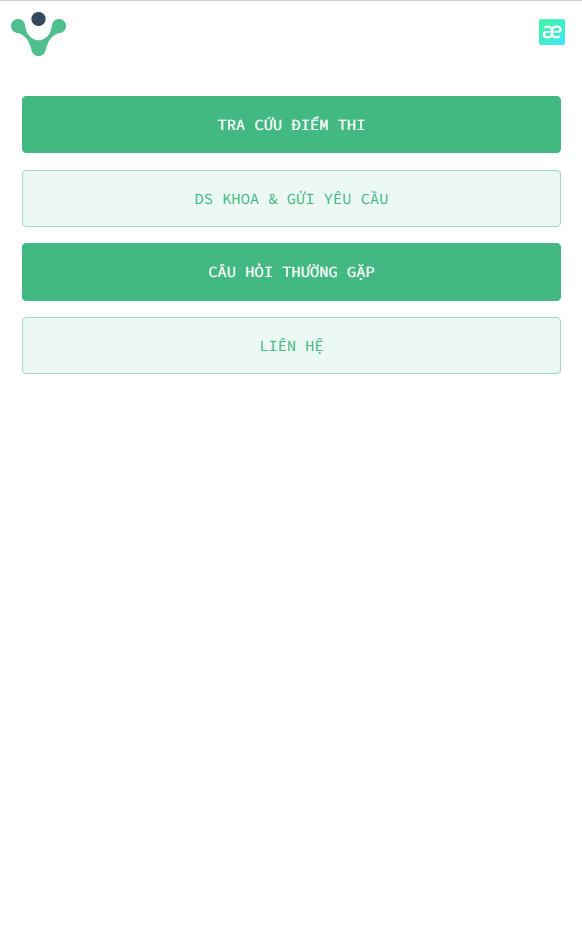 æ
TRA CỨU ĐIỂM THI
DS KHOA & GỬI YÊU CẦU
CÂU HỎI THƯỜNG GẶP
LIÊN HỆ